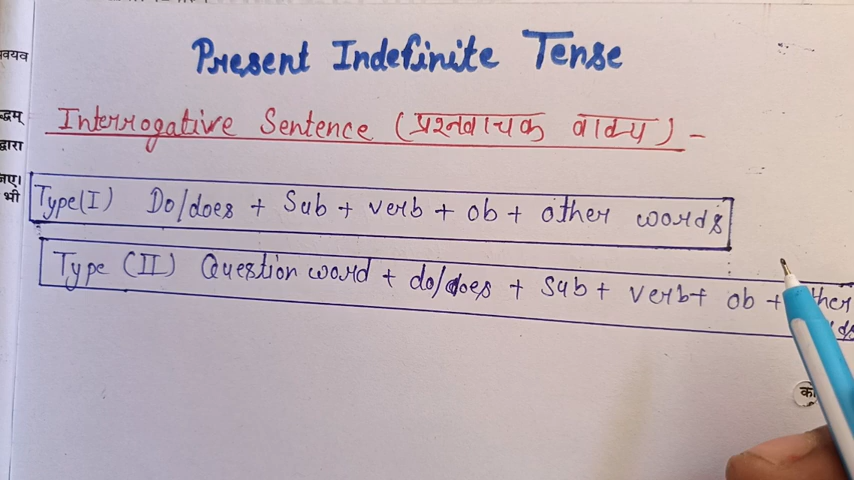 Present Indefinite Tense
Interrogative Sentence (प्रश्नवाचक वाक्य) -
Type(I) Do/does + Sub + verb + ob + other words
Type (II) Question word + do/does + Sub + verb+ ob +
द्वारा
भी